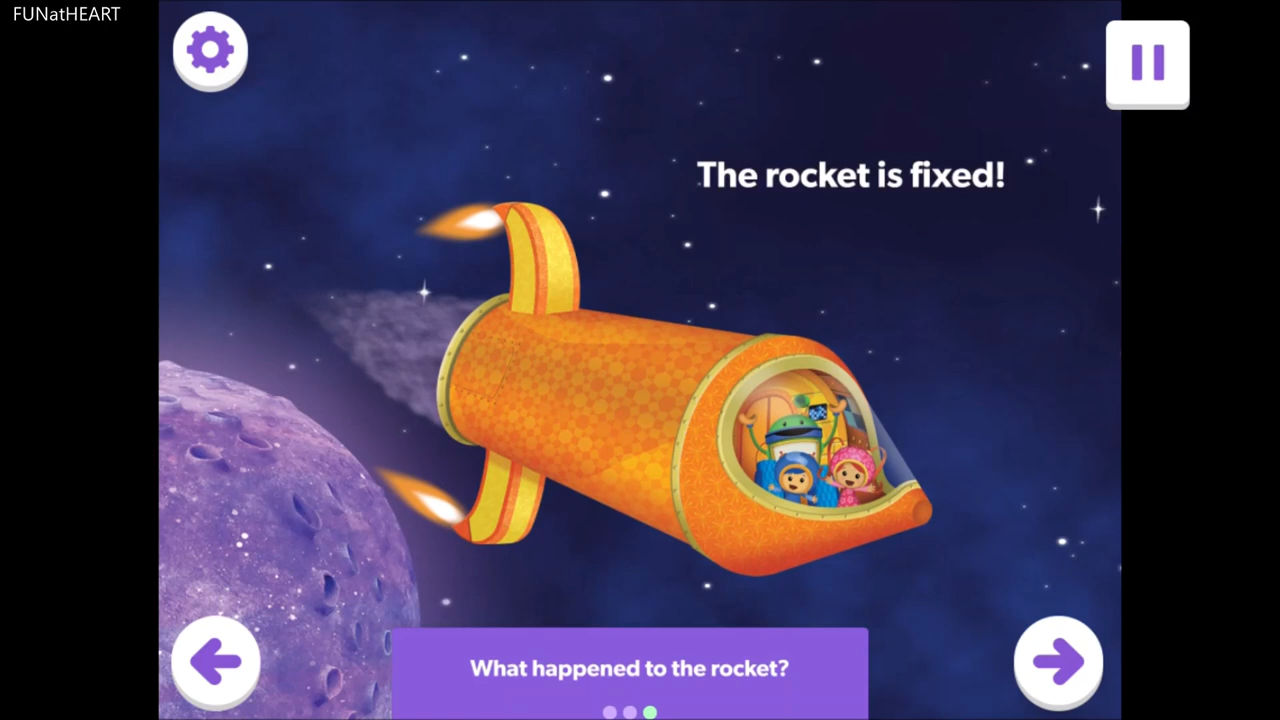 FUNatHEART
The rocket is fixed!
What happened to the rocket?